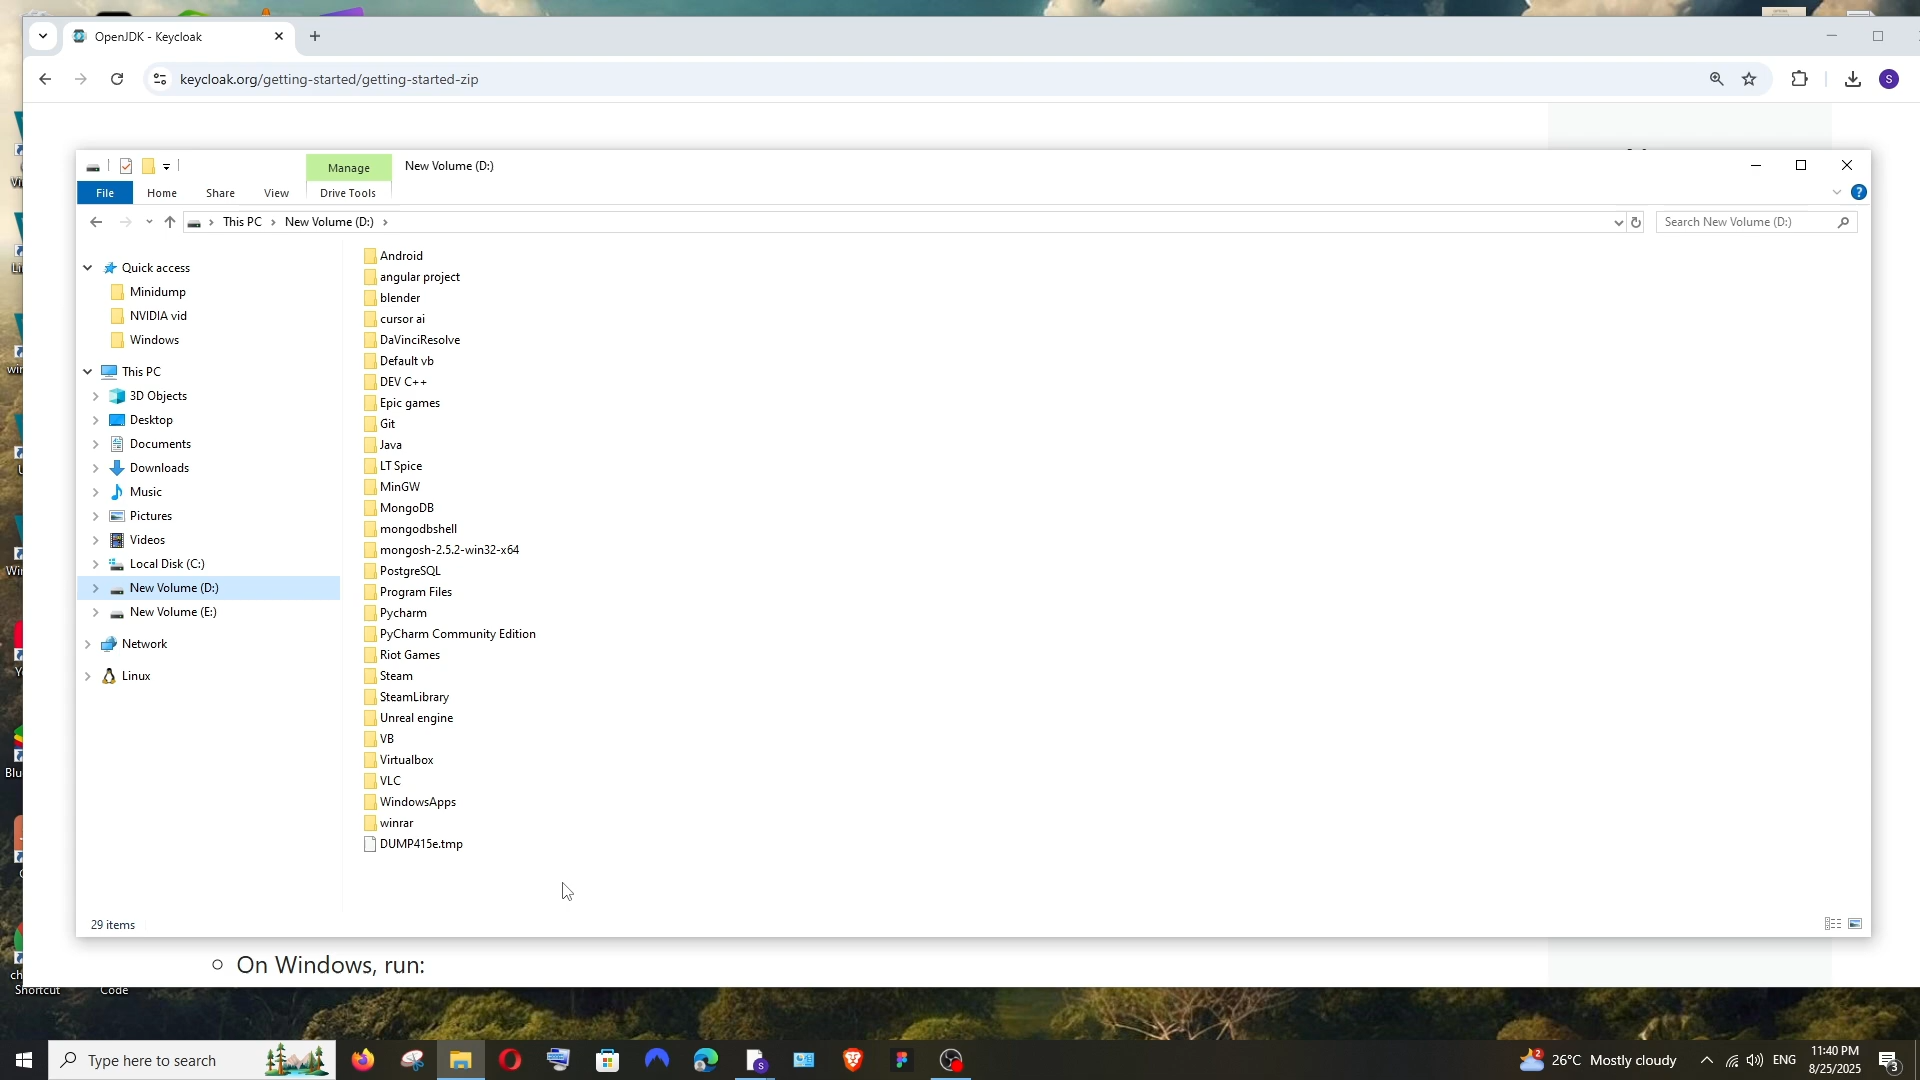 OpenJDK - Keycloak
keycloak.org/getting-started/getting-started-zip
S
Manage
New Volume (D:)
File
Home
Share
View
Drive Tools
This PC
New Volume (D:)
Search New Volume (D:)
Quick access
Minidump
NVIDIA vid
Windows
This PC
3D Objects
Desktop
Documents
Downloads
Music
Pictures
Videos
Local Disk (C:)
New Volume (D:)
New Volume (E:)
Network
Linux
Android
angular project
blender
cursor ai
DaVinciResolve
Default vb
DEV C++
Epic games
Git
Java
LT Spice
MinGW
MongoDB
mongodbshell
mongosh-2.5.2-win32-x64
PostgreSQL
Program Files
Pycharm
PyCharm Community Edition
Riot Games
Steam
SteamLibrary
Unreal engine
VB
Virtualbox
VLC
WindowsApps
winrar
DUMP415e.tmp
29 items
On Windows, run:
Shortcut
Code
Type here to search
2
26°C Mostly cloudy
ENG
11:40 PM
8/25/2025
3